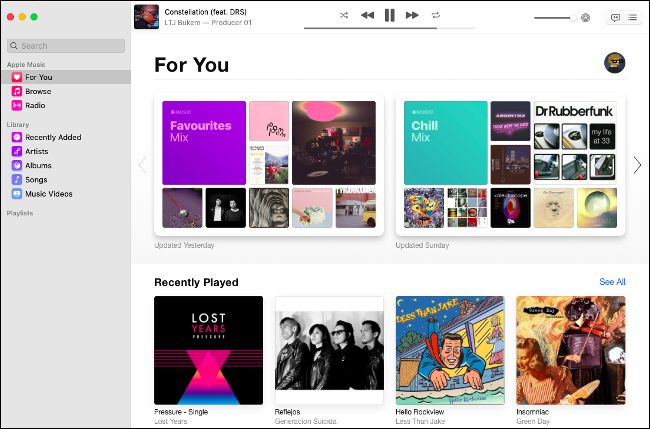 Constellation (feat. DRS)
LTJ Bukem — Producer 01
Search
Apple Music
For You
Browse
Radio
Library
Recently Added
Artists
Albums
Songs
Music Videos
Playlists
For You
MUSIC
Favourites
Mix
MUSIC
Chill
Mix
Dr Rubberfunk
my life
at 33
Updated Yesterday
Updated Sunday
Recently Played
See All
LOST
YEARS
PRESSURE
LESS THAN JAKE
Hello Rockview
Green Day
Pressure - Single
Lost Years
Reflejos
Generacion Suicida
Hello Rockview
Less Than Jake
Insomniac
Green Day